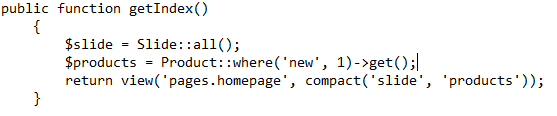 public function getIndex()
{
$slide = Slide::all();
$products = Product::where('new', 1)->get();
return view('pages.homepage', compact('slide', 'products'));
}